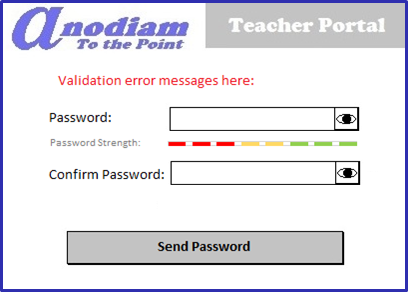 anodiam
To the Point
Teacher Portal
Validation error messages here:
Password:
Password Strength:
Confirm Password:
Send Password